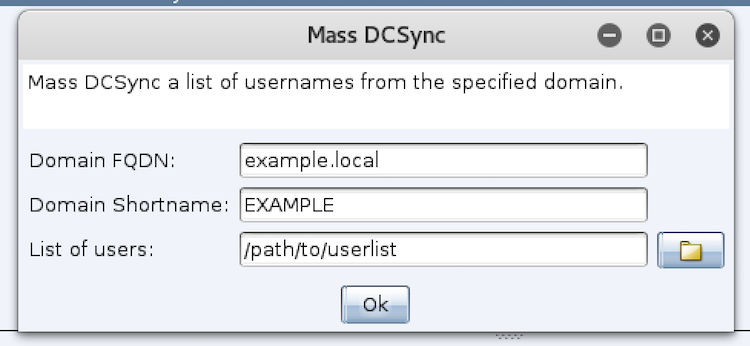 Mass DCSync
Mass DCSync a list of usernames from the specified domain.
Domain FQDN: example.local
Domain Shortname: EXAMPLE
List of users: /path/to/userlist
Ok